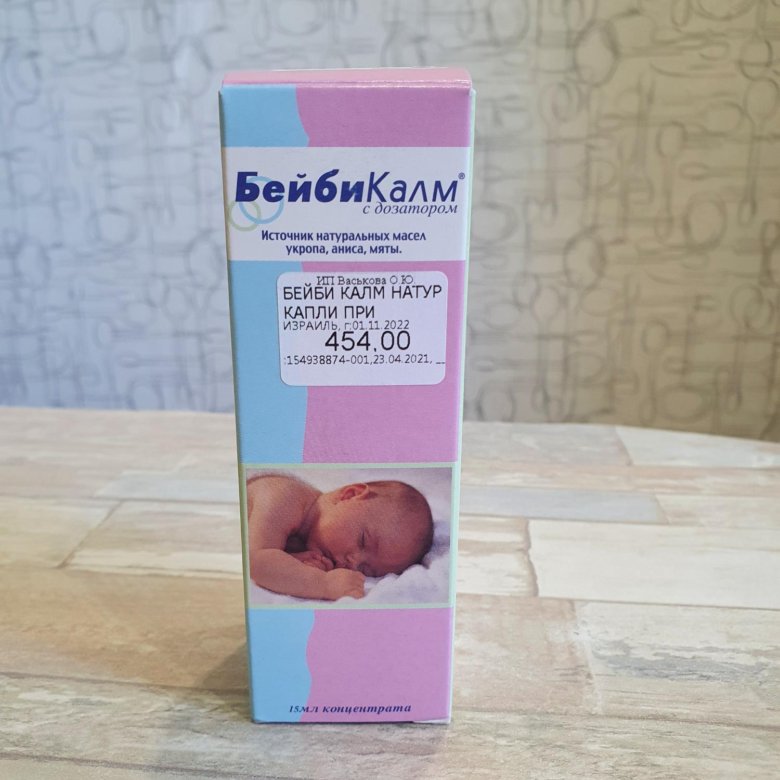 БейбиКалм®
с дозатором
Источник натуральных масел
укропа, аниса, мяты.
ИП Васькова О.Ю.
БЕЙБИ КАЛМ НАТУР
КАПЛИ ПРИ
ИЗРАИЛЬ, г:01.11.2022
454,00
:154938874-001,23.04.2021, __
15мл концентрата